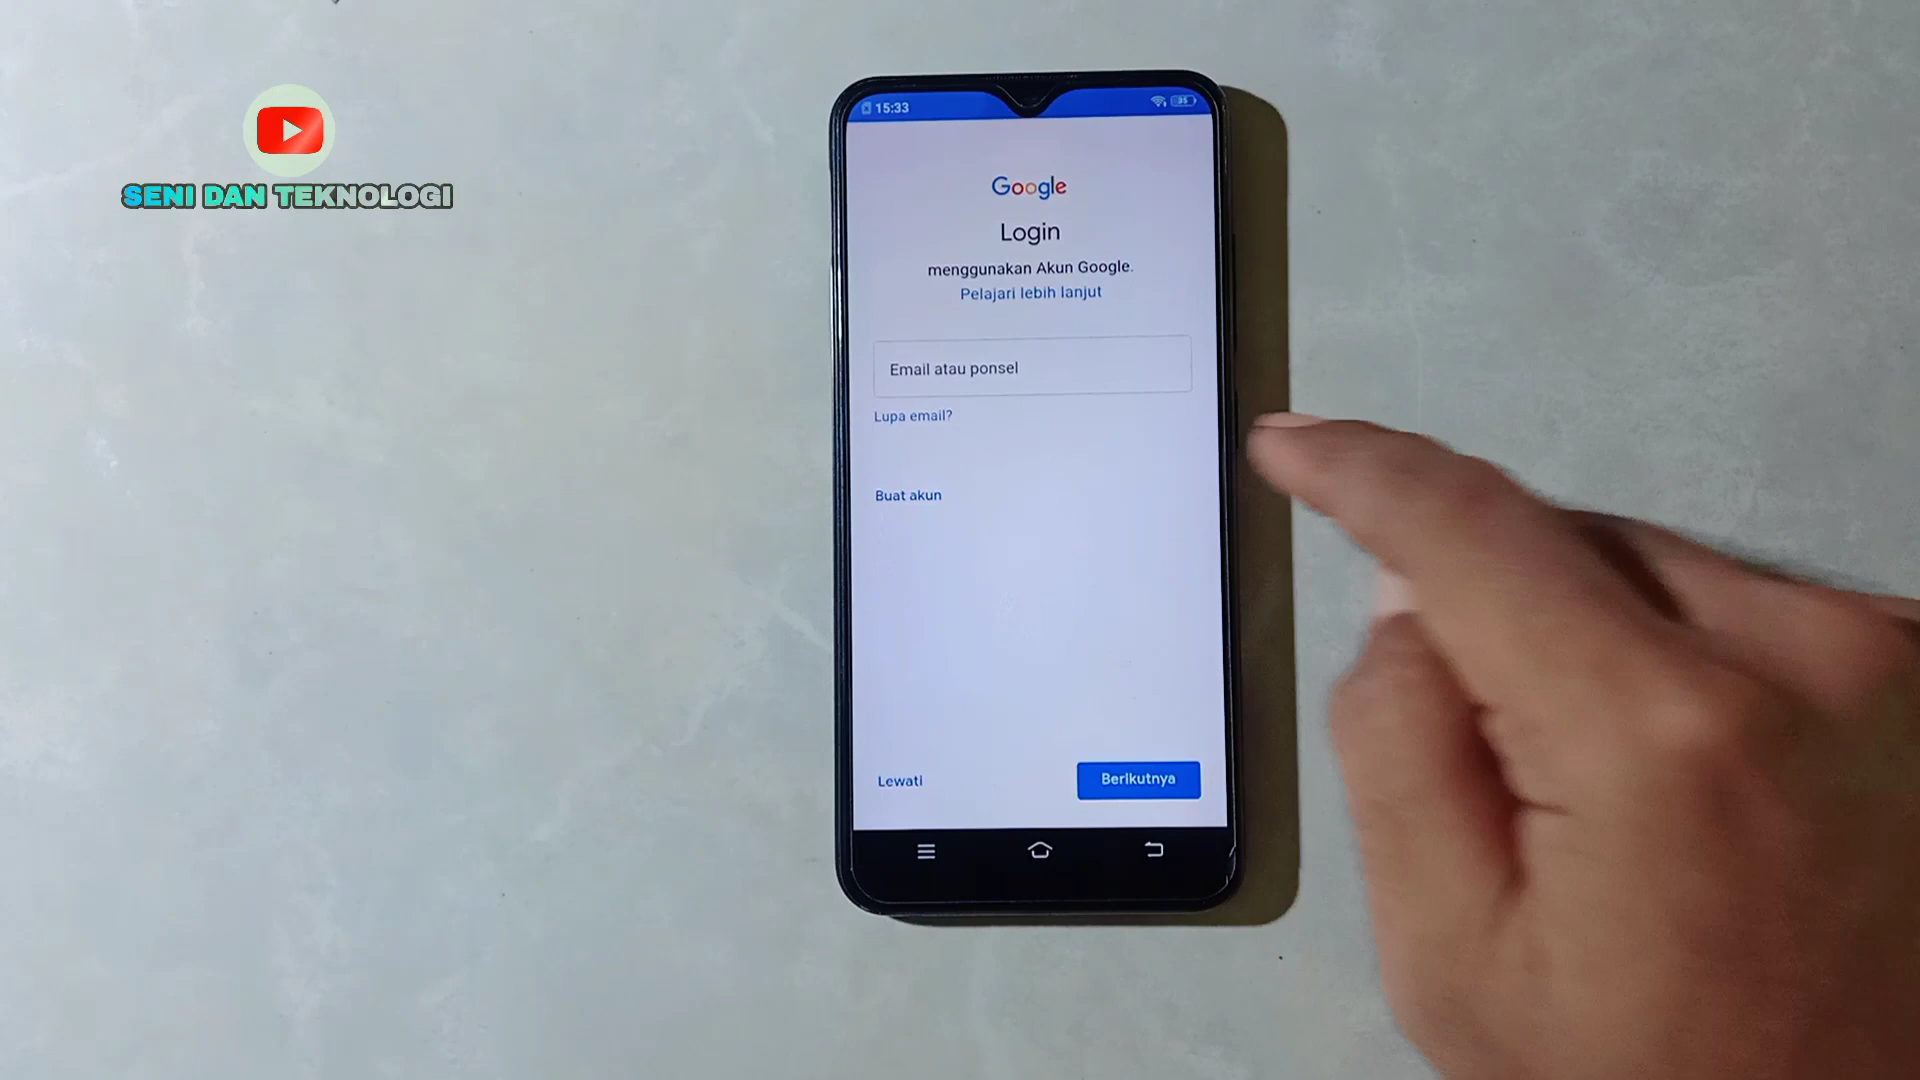 SENI DAN TEKNOLOGI
15:33
35
Google
Login
menggunakan Akun Google.
Pelajari lebih lanjut
Email atau ponsel
Lupa email?
Buat akun
Lewati
Berikutnya